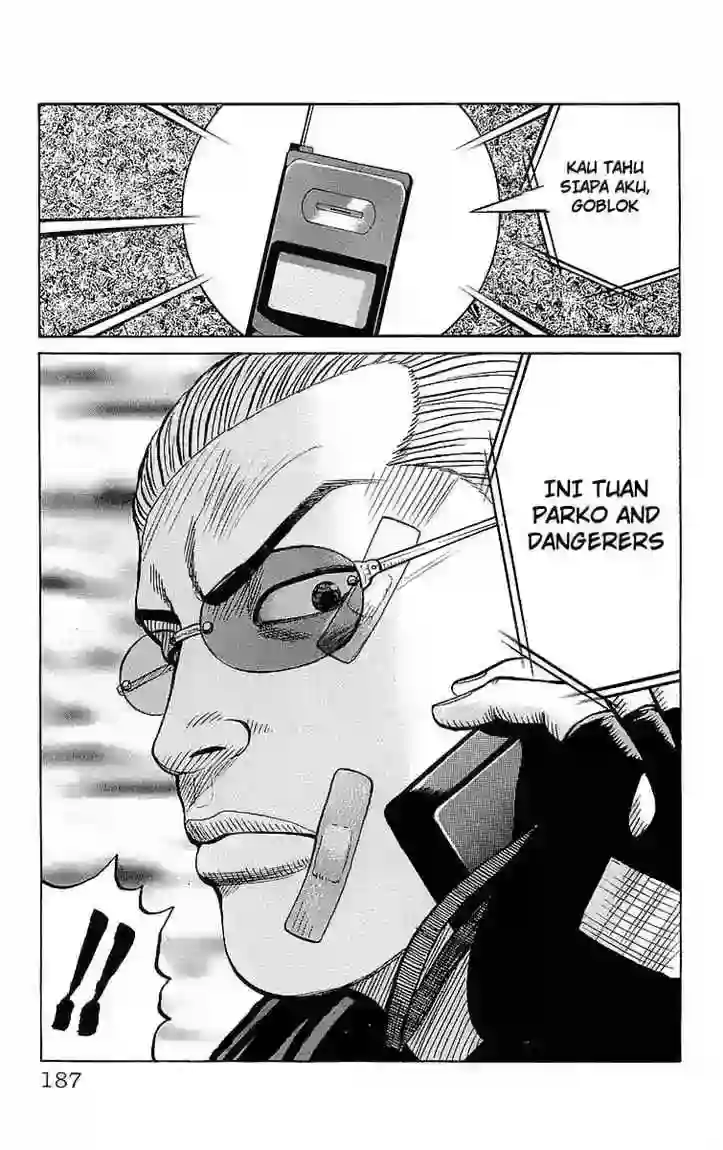 KAU TAHU
SIAPA AKU,
GOBLOK
INI TUAN
PARKO AND
DANGERERS
!!
187